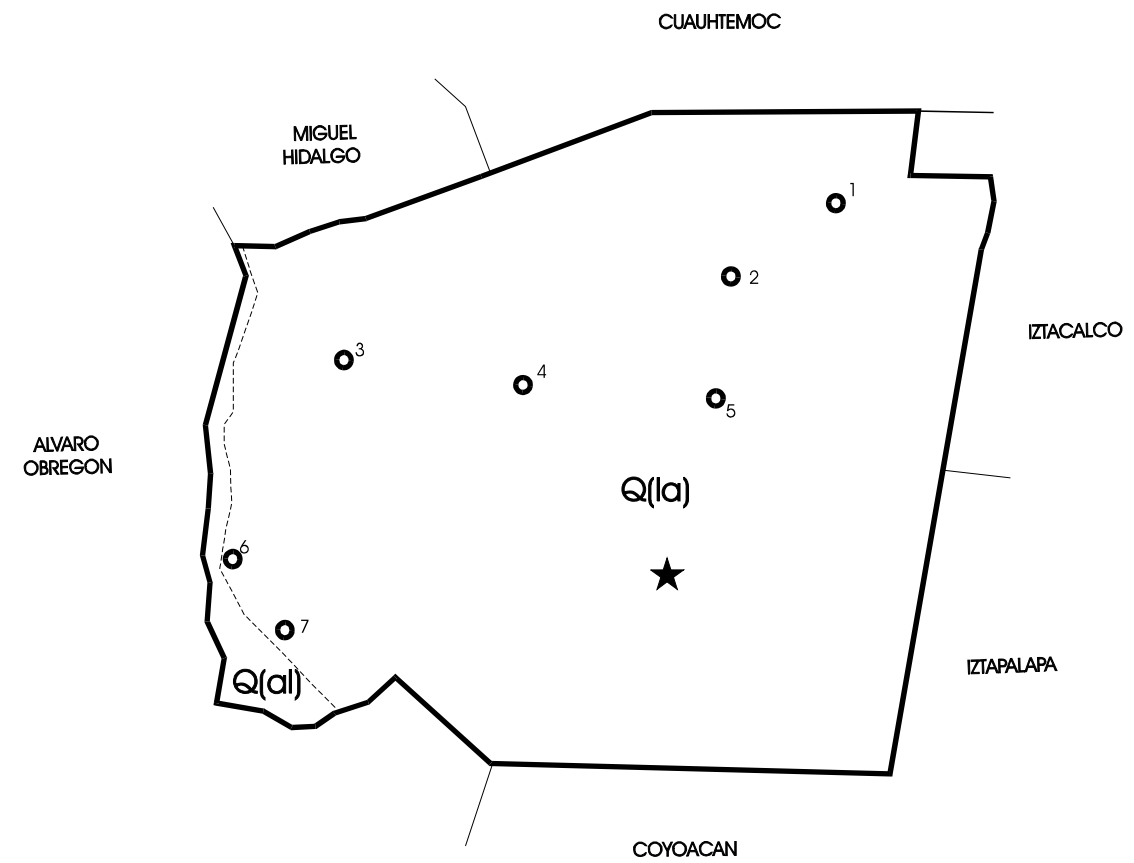 CUAUHTEMOC
MIGUEL
HIDALGO
1
2
IZTACALCO
3
4
5
ALVARO
OBREGON
Q(la)
6
7
IZTAPALAPA
Q(al)
COYOACAN